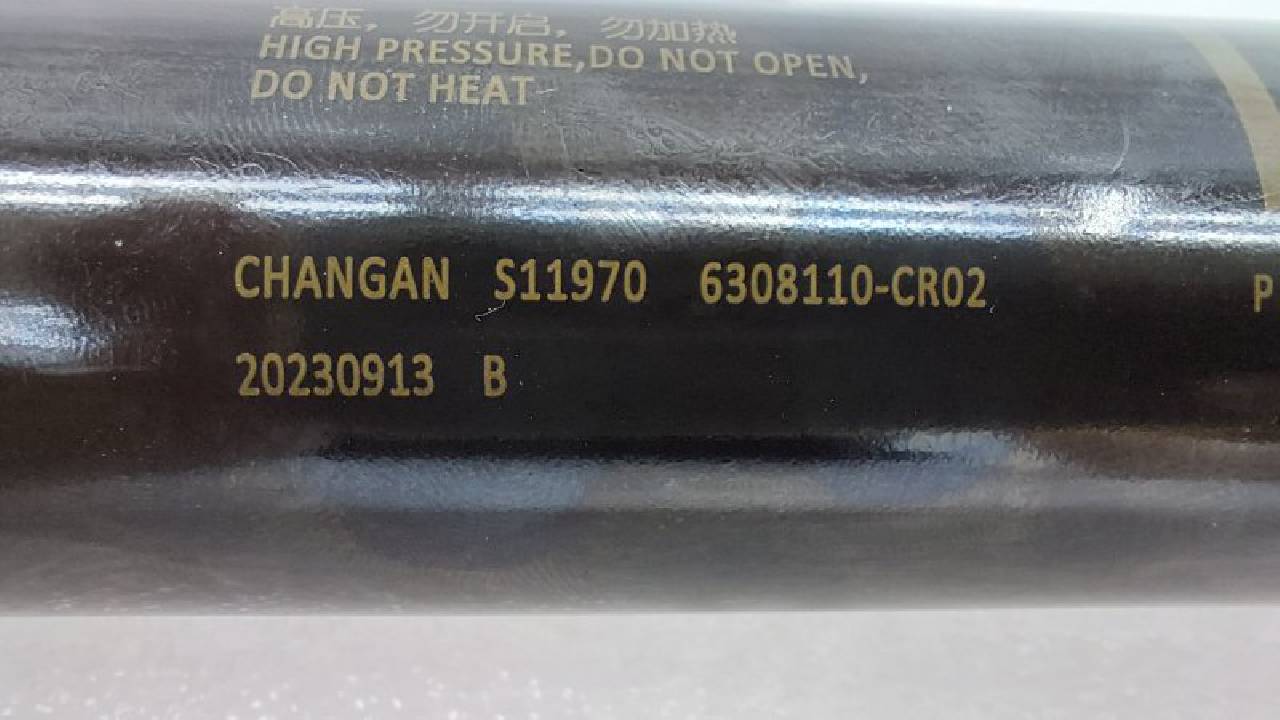 高压，勿开启，勿加热
HIGH PRESSURE,DO NOT OPEN,
DO NOT HEAT
CHANGAN S11970 6308110-CR02 P
20230913 B